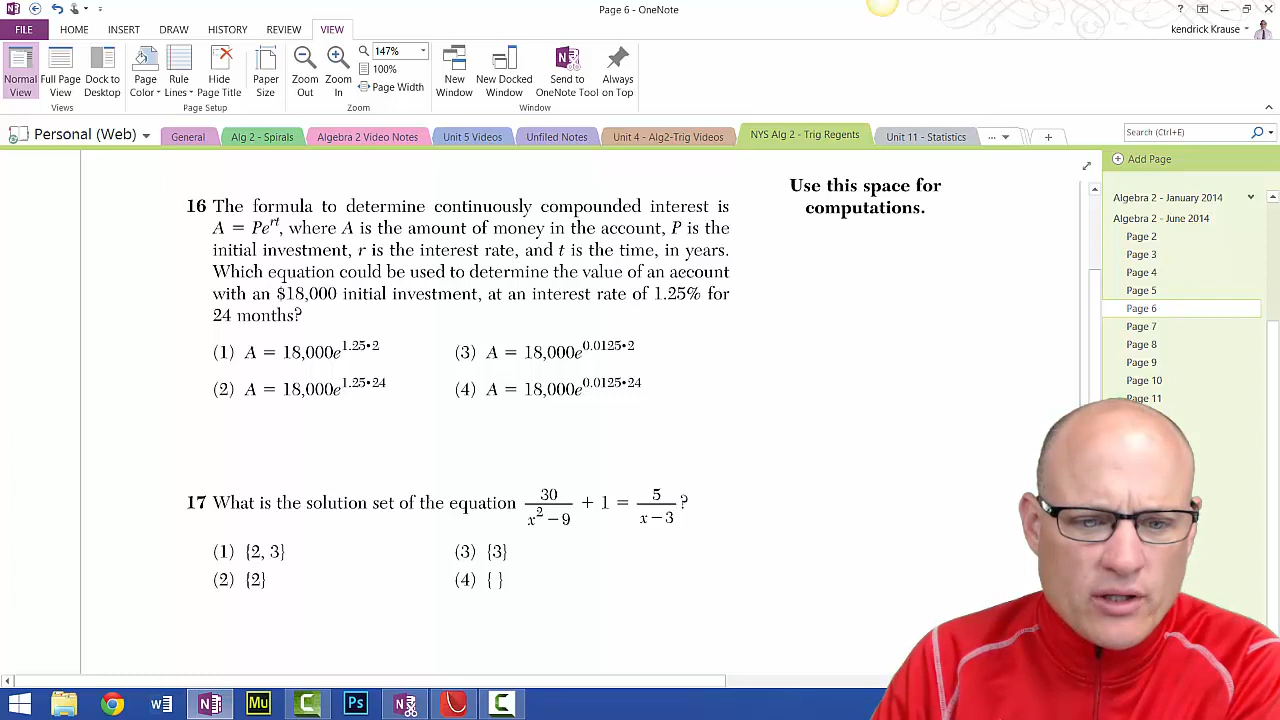 Page 6 - OneNote
FILE HOME INSERT DRAW HISTORY REVIEW VIEW
kendrick Krause
Normal View
Full Page View
Dock to Desktop
Page Color
Rule Lines
Hide Page Title
Paper Size
Zoom Out
Zoom In
147%
100%
Page Width
New Window
New Docked Window
Send to OneNote Tool
Always on Top
Views Page Setup Zoom Window
Personal (Web)
General Alg 2 - Spirals Algebra 2 Video Notes Unit 5 Videos Unfiled Notes Unit 4 - Alg2-Trig Videos NYS Alg 2 - Trig Regents Unit 11 - Statistics ... +
Search (Ctrl+E)
Add Page
Algebra 2 - January 2014
Algebra 2 - June 2014
Page 2
Page 3
Page 4
Page 5
Page 6
Page 7
Page 8
Page 9
Page 10
Page 11
Use this space for
computations.
16 The formula to determine continuously compounded interest is
A = Pe^{rt}, where A is the amount of money in the account, P is the
initial investment, r is the interest rate, and t is the time, in years.
Which equation could be used to determine the value of an account
with an $18,000 initial investment, at an interest rate of 1.25% for
24 months?
(1) A = 18,000e^{1.25•2} (3) A = 18,000e^{0.0125•2}
(2) A = 18,000e^{1.25•24} (4) A = 18,000e^{0.0125•24}
17 What is the solution set of the equation 30/(x² − 9) + 1 = 5/(x − 3)?
(1) {2, 3} (3) {3}
(2) {2} (4) { }
Mu
Ps